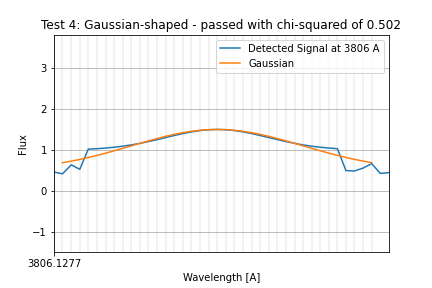 Test 4: Gaussian-shaped - passed with chi-squared of 0.502
Detected Signal at 3806 A
Gaussian
3
2
1
0
−1
Flux
3806.1277
Wavelength [A]